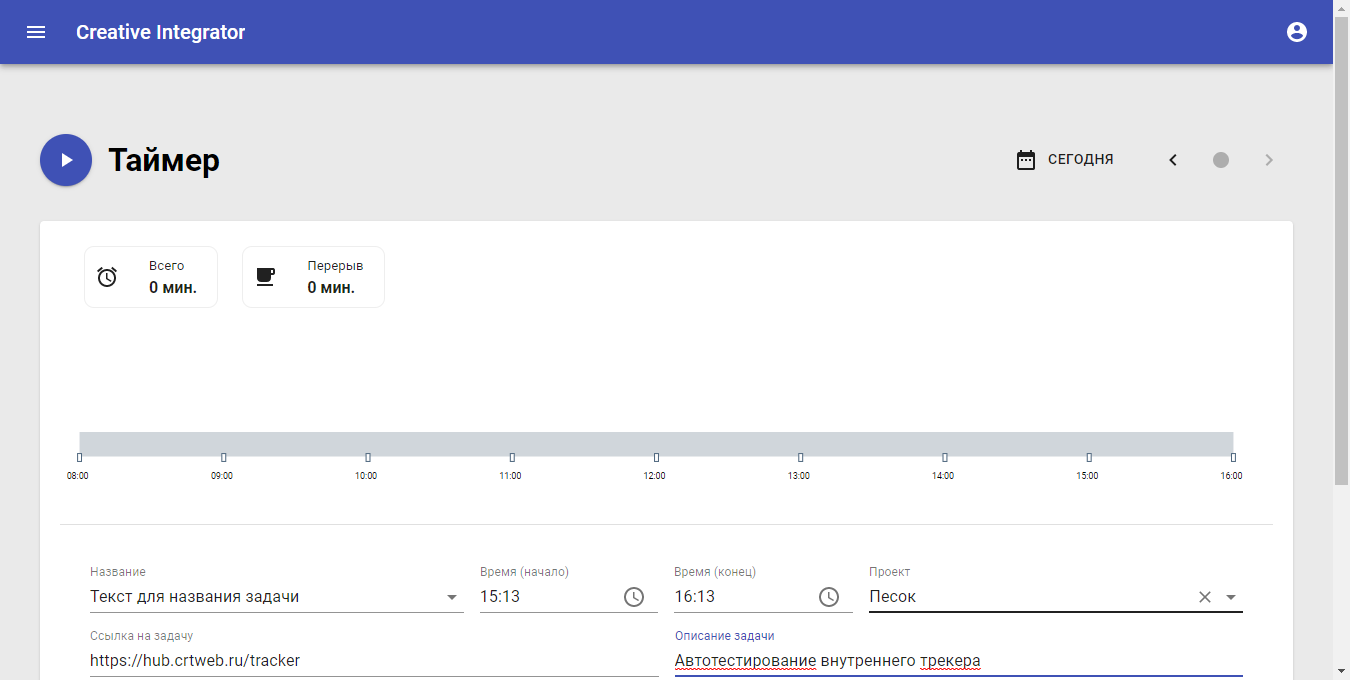 Creative Integrator
Таймер
СЕГОДНЯ
Всего
0 мин.
Перерыв
0 мин.
08:00 09:00 10:00 11:00 12:00 13:00 14:00 15:00 16:00
Название Время (начало) Время (конец) Проект
Текст для названия задачи 15:13 16:13 Песок
Ссылка на задачу Описание задачи
https://hub.crtweb.ru/tracker Автотестирование внутреннего трекера